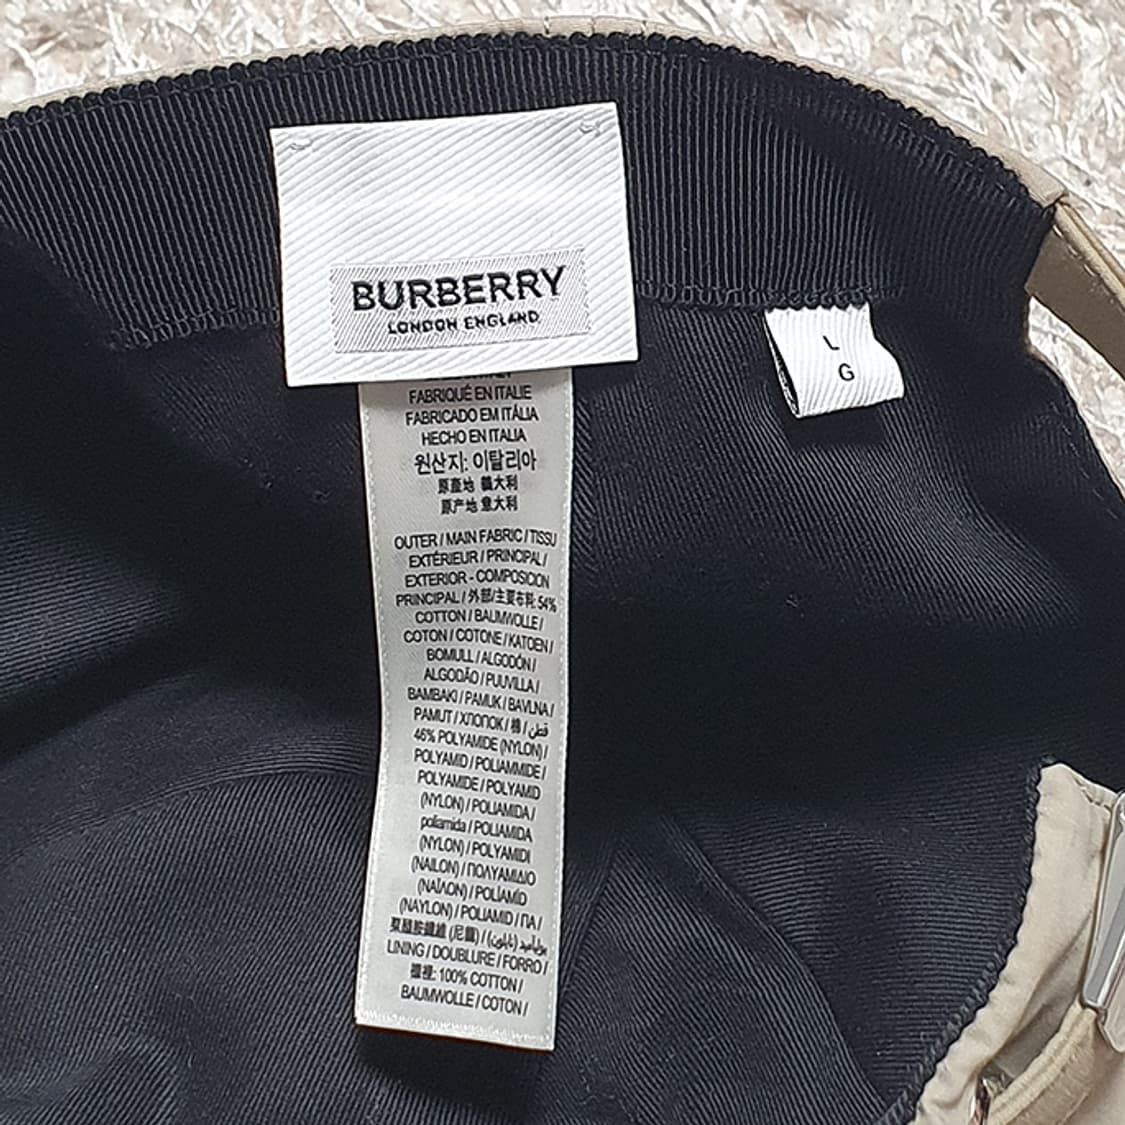 BURBERRY
LONDON ENGLAND
L
G
FABRIQUÉ EN ITALIE
FABRICADO EM ITÁLIA
HECHO EN ITALIA
원산지: 이탈리아
原產地 義大利
原产地 意大利
OUTER / MAIN FABRIC / TISSU
EXTÉRIEUR / PRINCIPAL /
EXTERIOR - COMPOSICION
PRINCIPAL / 外部/主要布料: 54%
COTTON / BAUMWOLLE /
COTON / COTONE / KATOEN /
BOMULL / ALGODÓN /
ALGODÃO / PUUVILLA /
BAMBAKI / PAMUK / BAVLNA /
PAMUT / ХЛОПОК / 棉 / قطن /
46% POLYAMIDE (NYLON) /
POLYAMID / POLIAMMIDE /
POLYAMIDE / POLYAMID
(NYLON) / POLIAMIDA /
poliamida / POLIAMIDA
(NYLON) / POLYAMIDI
(NAILON) / ΠΟΛΥΑΜΙΔΙΟ
(ΝΑΪΛΟΝ) / POLÍAMÍD
(NAYLON) / POLIAMID / ПА /
聚醯胺纖維 (尼龍) / بولياميد (نايلون) /
LINING / DOUBLURE / FORRO /
襯裡: 100% COTTON /
BAUMWOLLE / COTON /